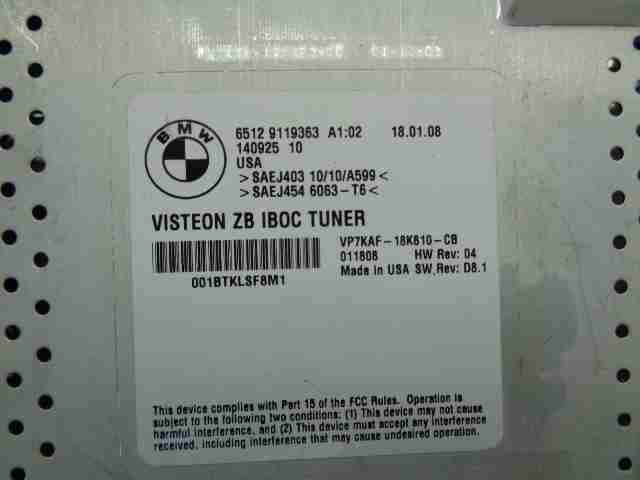 BMW
6512 9119363 A1:02 18.01.08
140925 10
USA
>SAEJ403 10/10/A599<
>SAEJ454 6063-T6<
VISTEON ZB IBOC TUNER
VP7KAF-18K810-CB
011808 HW Rev: 04
Made in USA SW, Rev: D8.1
001BTKLSF8M1
This device complies with Part 15 of the FCC Rules. Operation is
subject to the following two conditions: (1) This device may not cause
harmful interference, and (2) This device must accept any interference
received, including interference that may cause undesired operation.